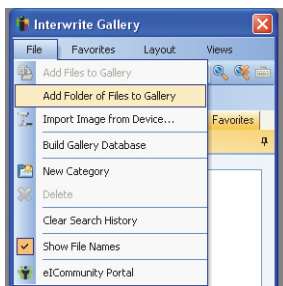 Interwrite Gallery
File Favorites Layout Views
Add Files to Gallery
Add Folder of Files to Gallery
Import Image from Device...
Favorites
Build Gallery Database
New Category
Delete
Clear Search History
Show File Names
eICommunity Portal